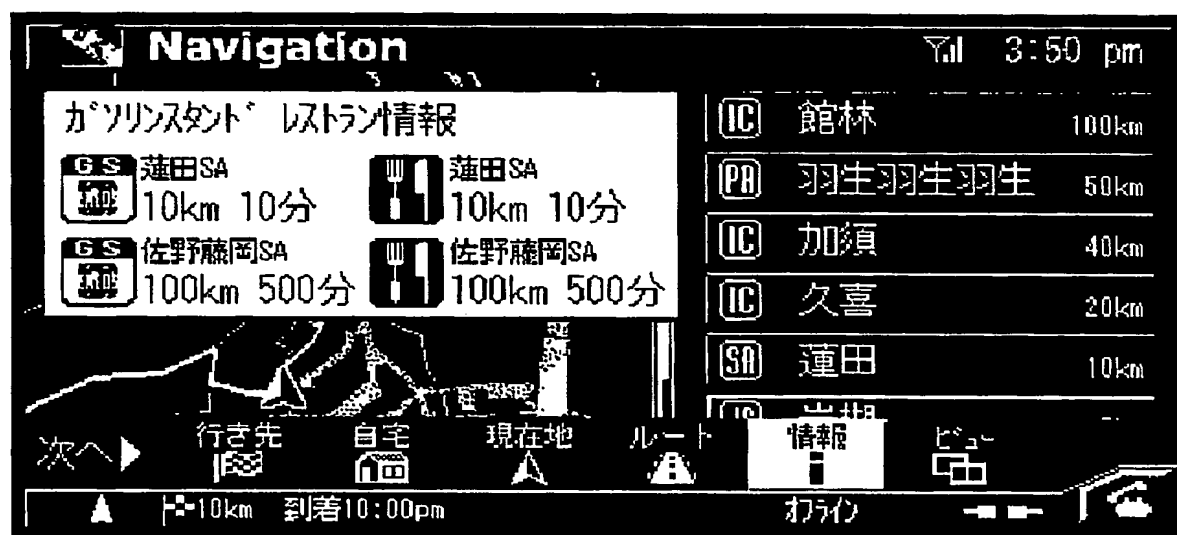 Navigation
3:50 pm
ガソリンスタンド レストラン情報
GS 蓮田SA
10km 10分
蓮田SA
10km 10分
GS 佐野藤岡SA
100km 500分
佐野藤岡SA
100km 500分
IC 館林 100km
PA 羽生羽生羽生 50km
IC 加須 40km
IC 久喜 20km
SA 蓮田 10km
次へ
行き先
自宅
現在地
ルート
情報
ビュー
10km 到着10:00pm
オフライン